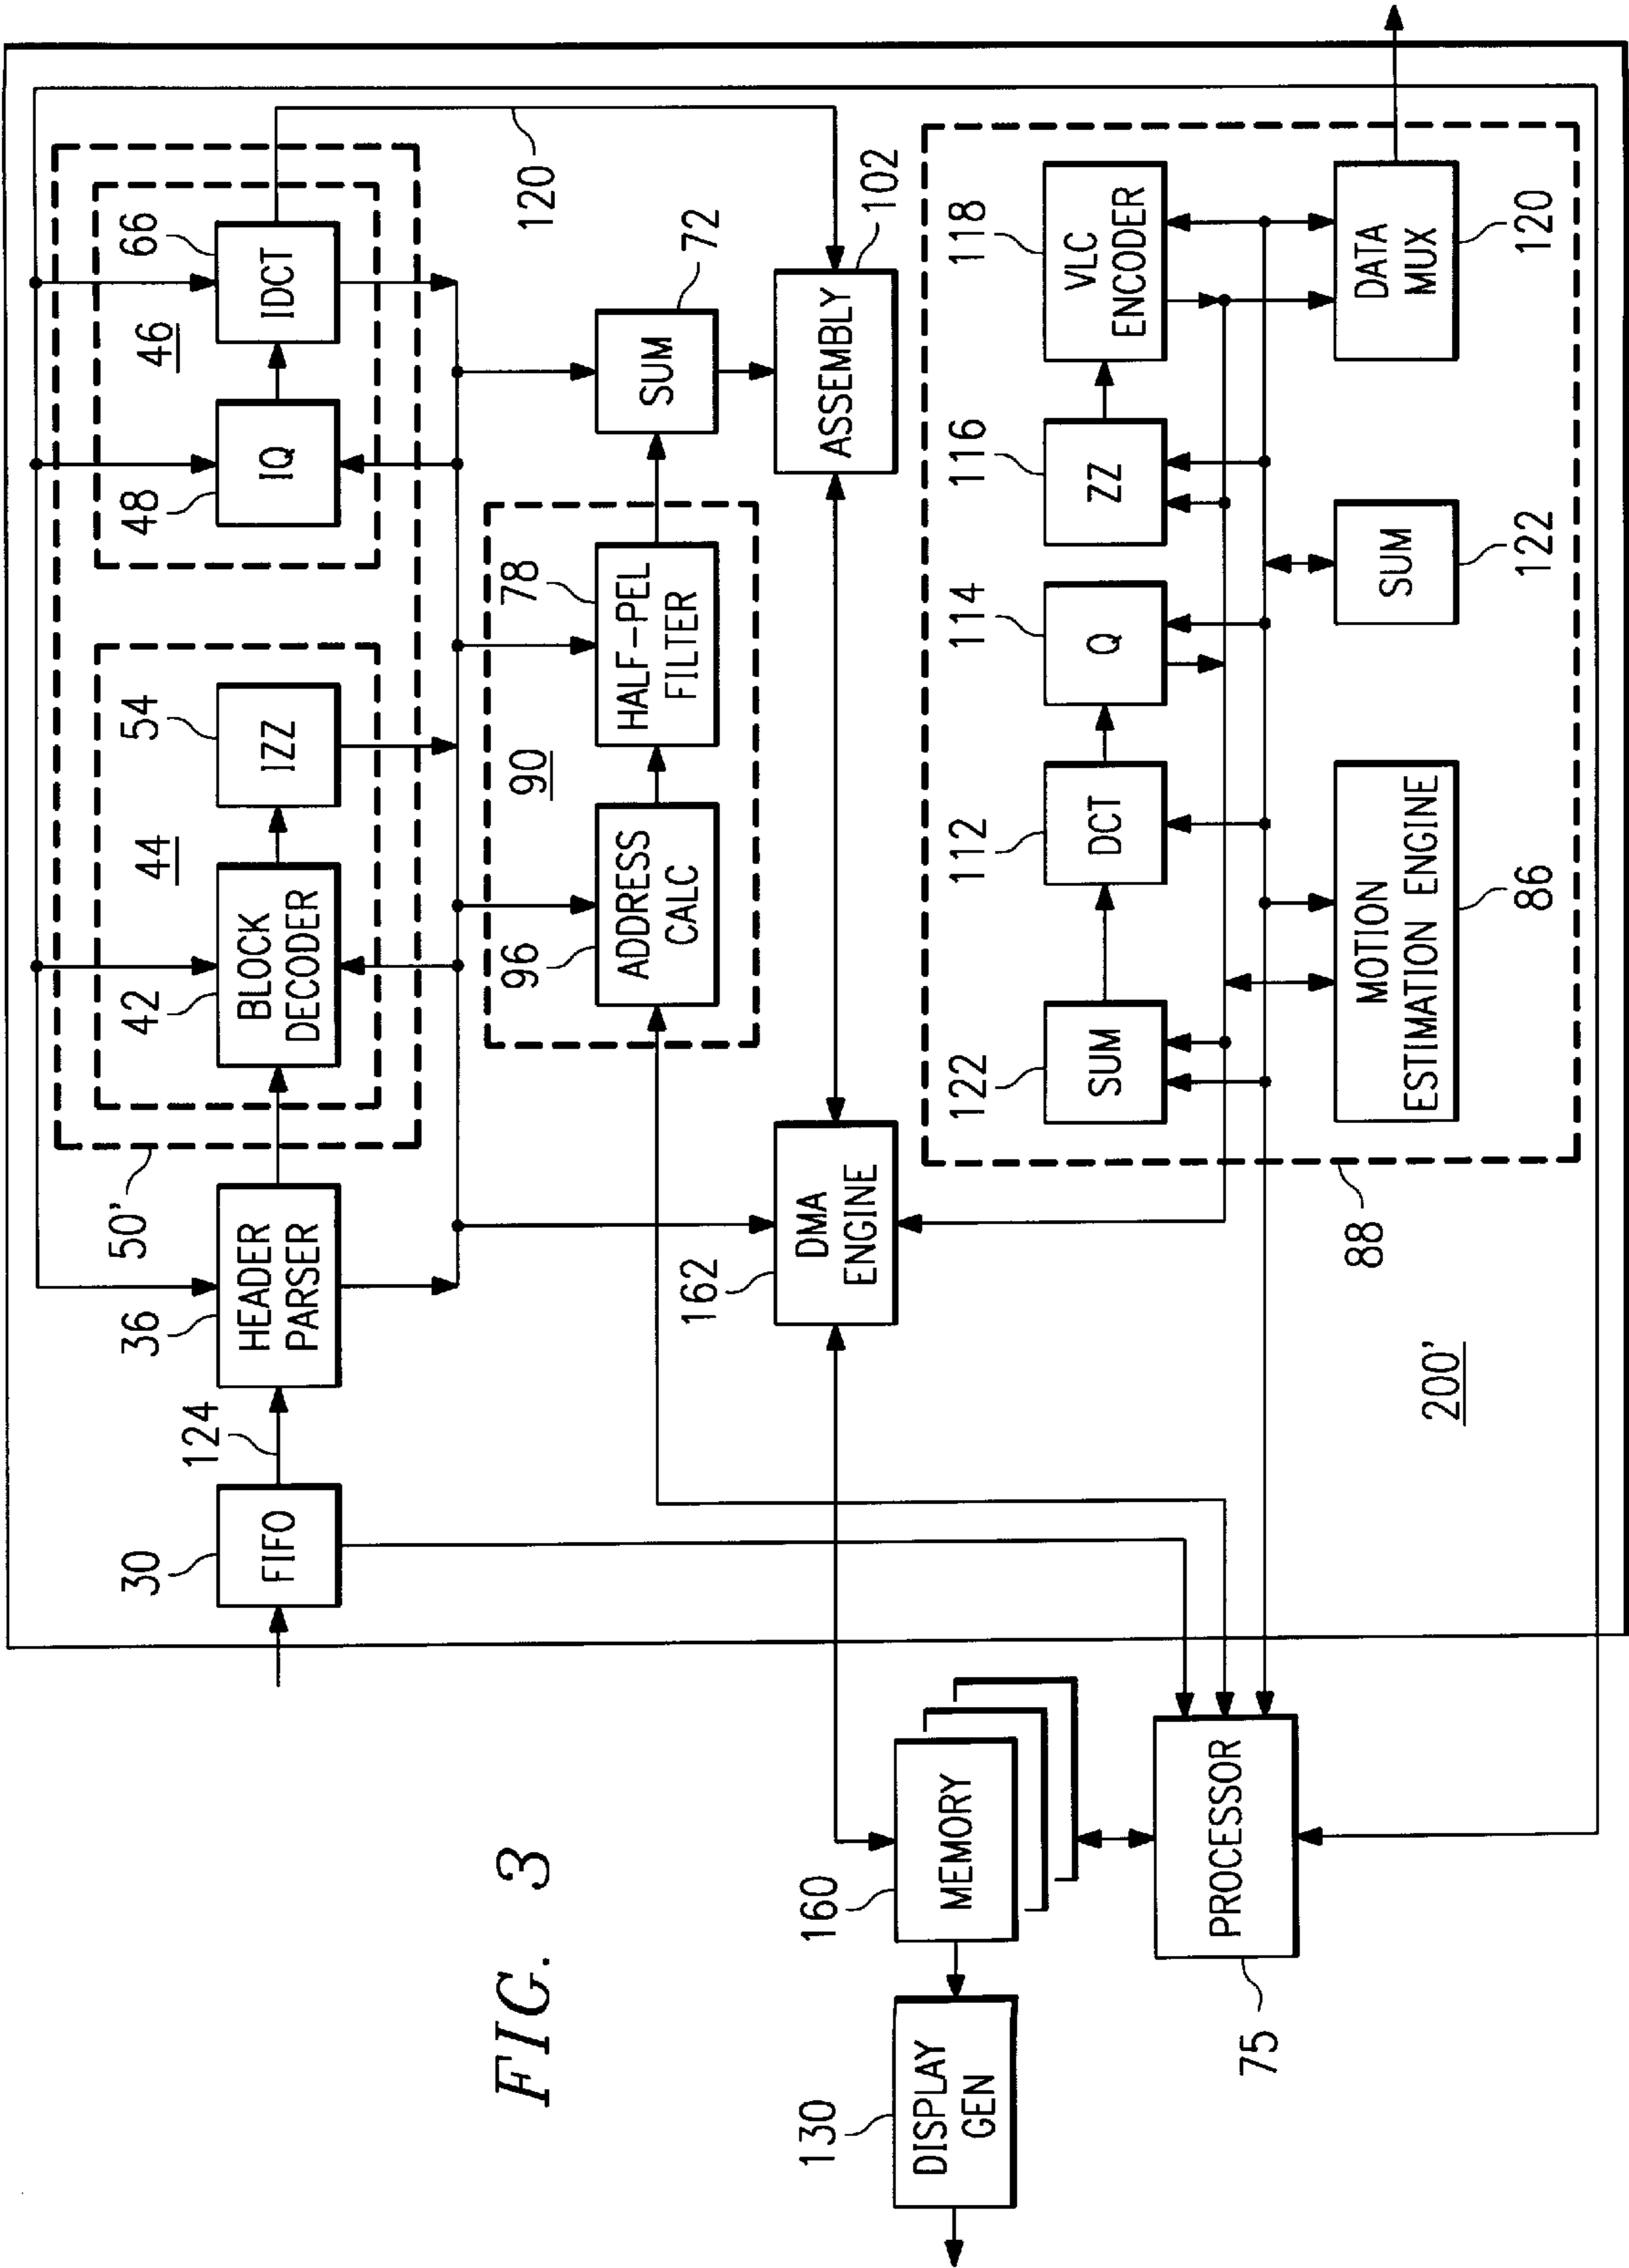 FIG. 3
30
FIFO
124
36
HEADER
PARSER
50'
42
BLOCK
DECODER
44
54
IZZ
48
IQ
46
66
IDCT
120
96
ADDRESS
CALC
90
78
HALF-PEL
FILTER
SUM
72
162
DMA
ENGINE
ASSEMBLY
102
130
DISPLAY
GEN
160
MEMORY
PROCESSOR
75
200'
88
122
SUM
112
DCT
114
Q
116
ZZ
118
VLC
ENCODER
MOTION
ESTIMATION ENGINE
86
SUM
122
DATA
MUX
120